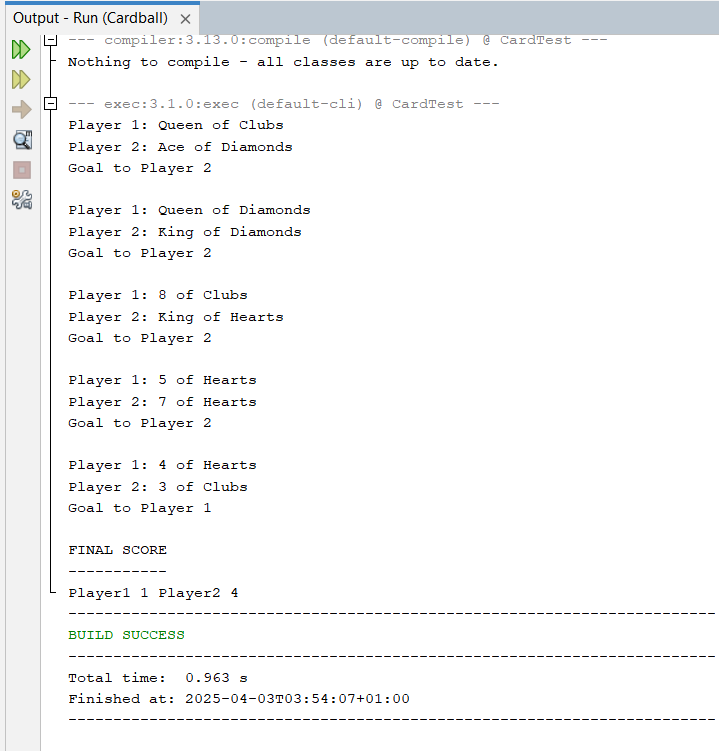 Output - Run (Cardball) ×
--- compiler:3.13.0:compile (default-compile) @ CardTest ---
Nothing to compile - all classes are up to date.
--- exec:3.1.0:exec (default-cli) @ CardTest ---
Player 1: Queen of Clubs
Player 2: Ace of Diamonds
Goal to Player 2
Player 1: Queen of Diamonds
Player 2: King of Diamonds
Goal to Player 2
Player 1: 8 of Clubs
Player 2: King of Hearts
Goal to Player 2
Player 1: 5 of Hearts
Player 2: 7 of Hearts
Goal to Player 2
Player 1: 4 of Hearts
Player 2: 3 of Clubs
Goal to Player 1
FINAL SCORE
-----------
Player1 1 Player2 4
------------------------------------------------------------------------
BUILD SUCCESS
------------------------------------------------------------------------
Total time:  0.963 s
Finished at: 2025-04-03T03:54:07+01:00
------------------------------------------------------------------------